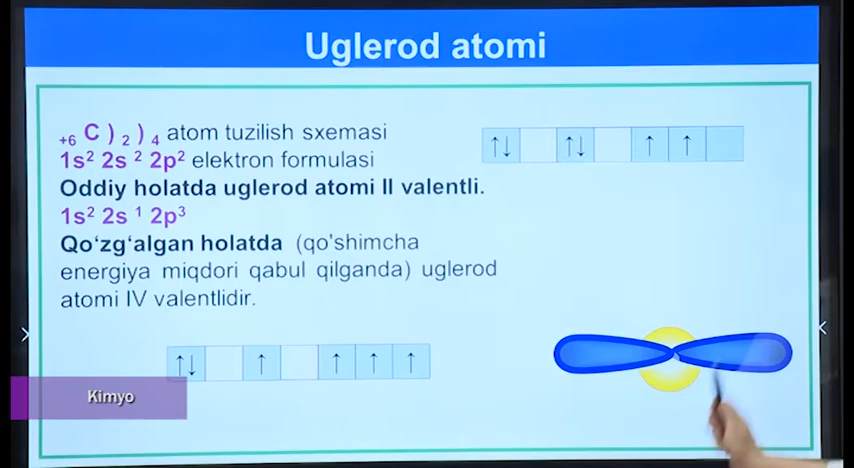 Uglerod atomi
₊₆ C ) ₂ ) ₄ atom tuzilish sxemasi
1s² 2s ² 2p² elektron formulasi
Oddiy holatda uglerod atomi II valentli.
1s² 2s ¹ 2p³
Qo‘zg‘algan holatda (qo'shimcha
energiya miqdori qabul qilganda) uglerod
atomi IV valentlidir.
↑↓ ↑↓ ↑ ↑
↑↓ ↑ ↑ ↑ ↑
Kimyo